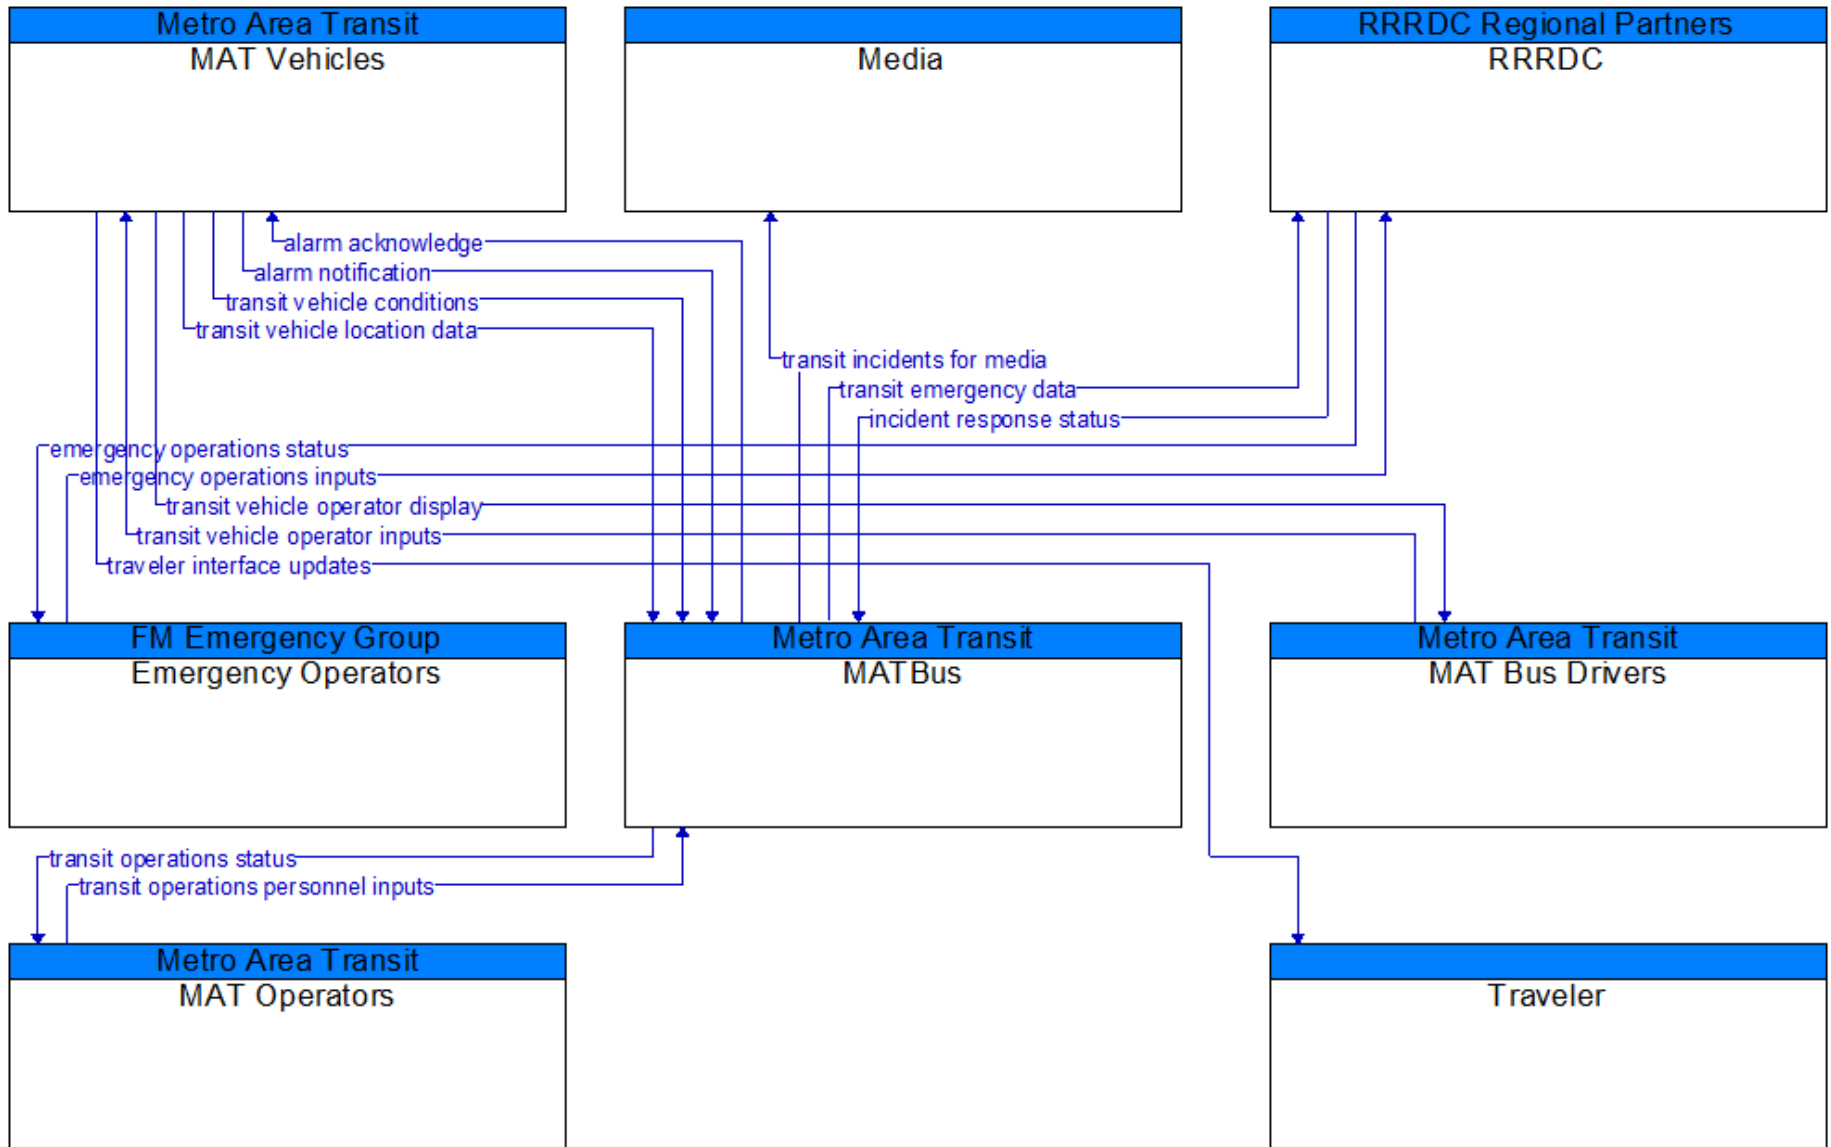 Metro Area Transit
MAT Vehicles
Media
RRRDC Regional Partners
RRRDC
alarm acknowledge
alarm notification
transit vehicle conditions
transit vehicle location data
transit incidents for media
transit emergency data
incident response status
emergency operations status
emergency operations inputs
transit vehicle operator display
transit vehicle operator inputs
traveler interface updates
FM Emergency Group
Emergency Operators
Metro Area Transit
MATBus
Metro Area Transit
MAT Bus Drivers
transit operations status
transit operations personnel inputs
Metro Area Transit
MAT Operators
Traveler